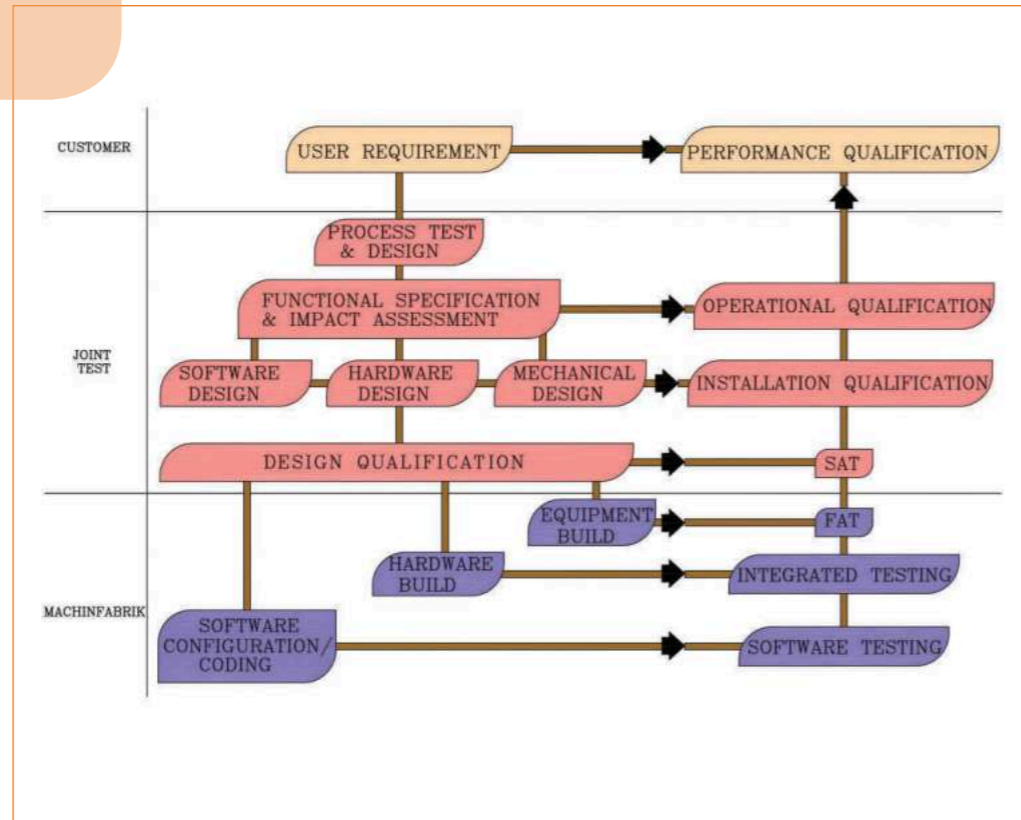 CUSTOMER
USER REQUIREMENT
PERFORMANCE QUALIFICATION
JOINT
TEST
PROCESS TEST
& DESIGN
FUNCTIONAL SPECIFICATION
& IMPACT ASSESSMENT
OPERATIONAL QUALIFICATION
SOFTWARE
DESIGN
HARDWARE
DESIGN
MECHANICAL
DESIGN
INSTALLATION QUALIFICATION
DESIGN QUALIFICATION
SAT
MACHINFABRIK
EQUIPMENT
BUILD
FAT
HARDWARE
BUILD
INTEGRATED TESTING
SOFTWARE
CONFIGURATION/
CODING
SOFTWARE TESTING